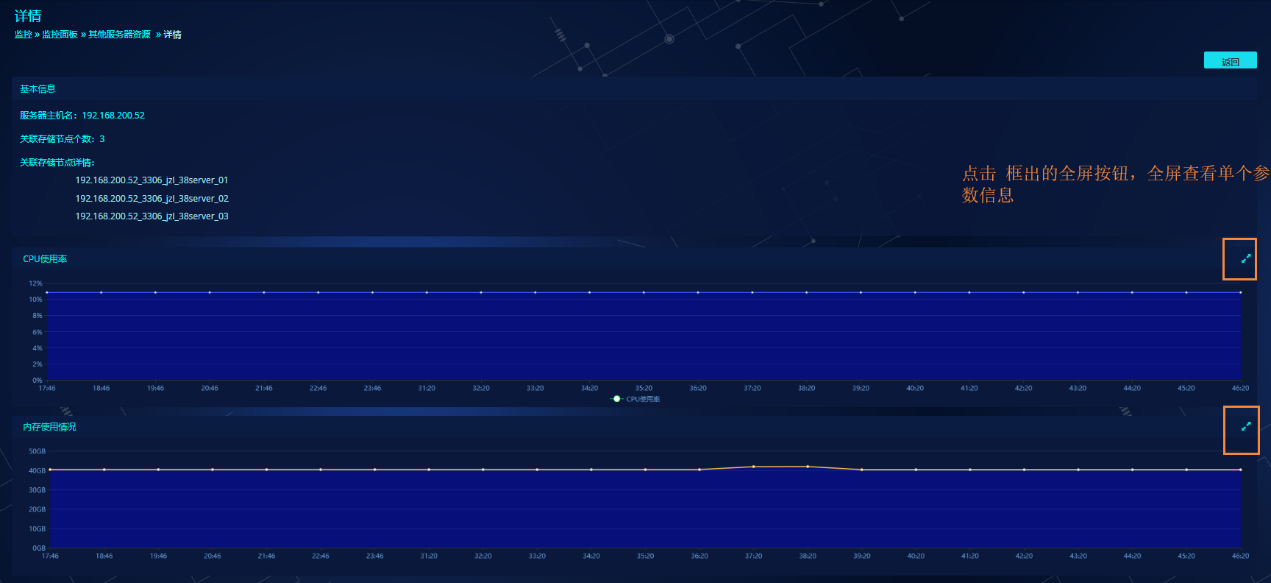 详情
监控 » 监控面板 » 其他服务器资源 » 详情
返回
基本信息
服务器主机名：192.168.200.52
关联存储节点个数：3
关联存储节点详情：
192.168.200.52_3306_jzl_38server_01
192.168.200.52_3306_jzl_38server_02
192.168.200.52_3306_jzl_38server_03
点击 框出的全屏按钮，全屏查看单个参
数信息
CPU使用率
12%
10%
8%
6%
4%
2%
0%
17:46 18:46 19:46 20:46 21:46 22:46 23:46 31:20 32:20 33:20 34:20 35:20 36:20 37:20 38:20 39:20 40:20 41:20 42:20 43:20 44:20 45:20 46:20
CPU使用率
内存使用情况
50GB
40GB
30GB
20GB
10GB
0GB
17:46 18:46 19:46 20:46 21:46 22:46 23:46 31:20 32:20 33:20 34:20 35:20 36:20 37:20 38:20 39:20 40:20 41:20 42:20 43:20 44:20 45:20 46:20